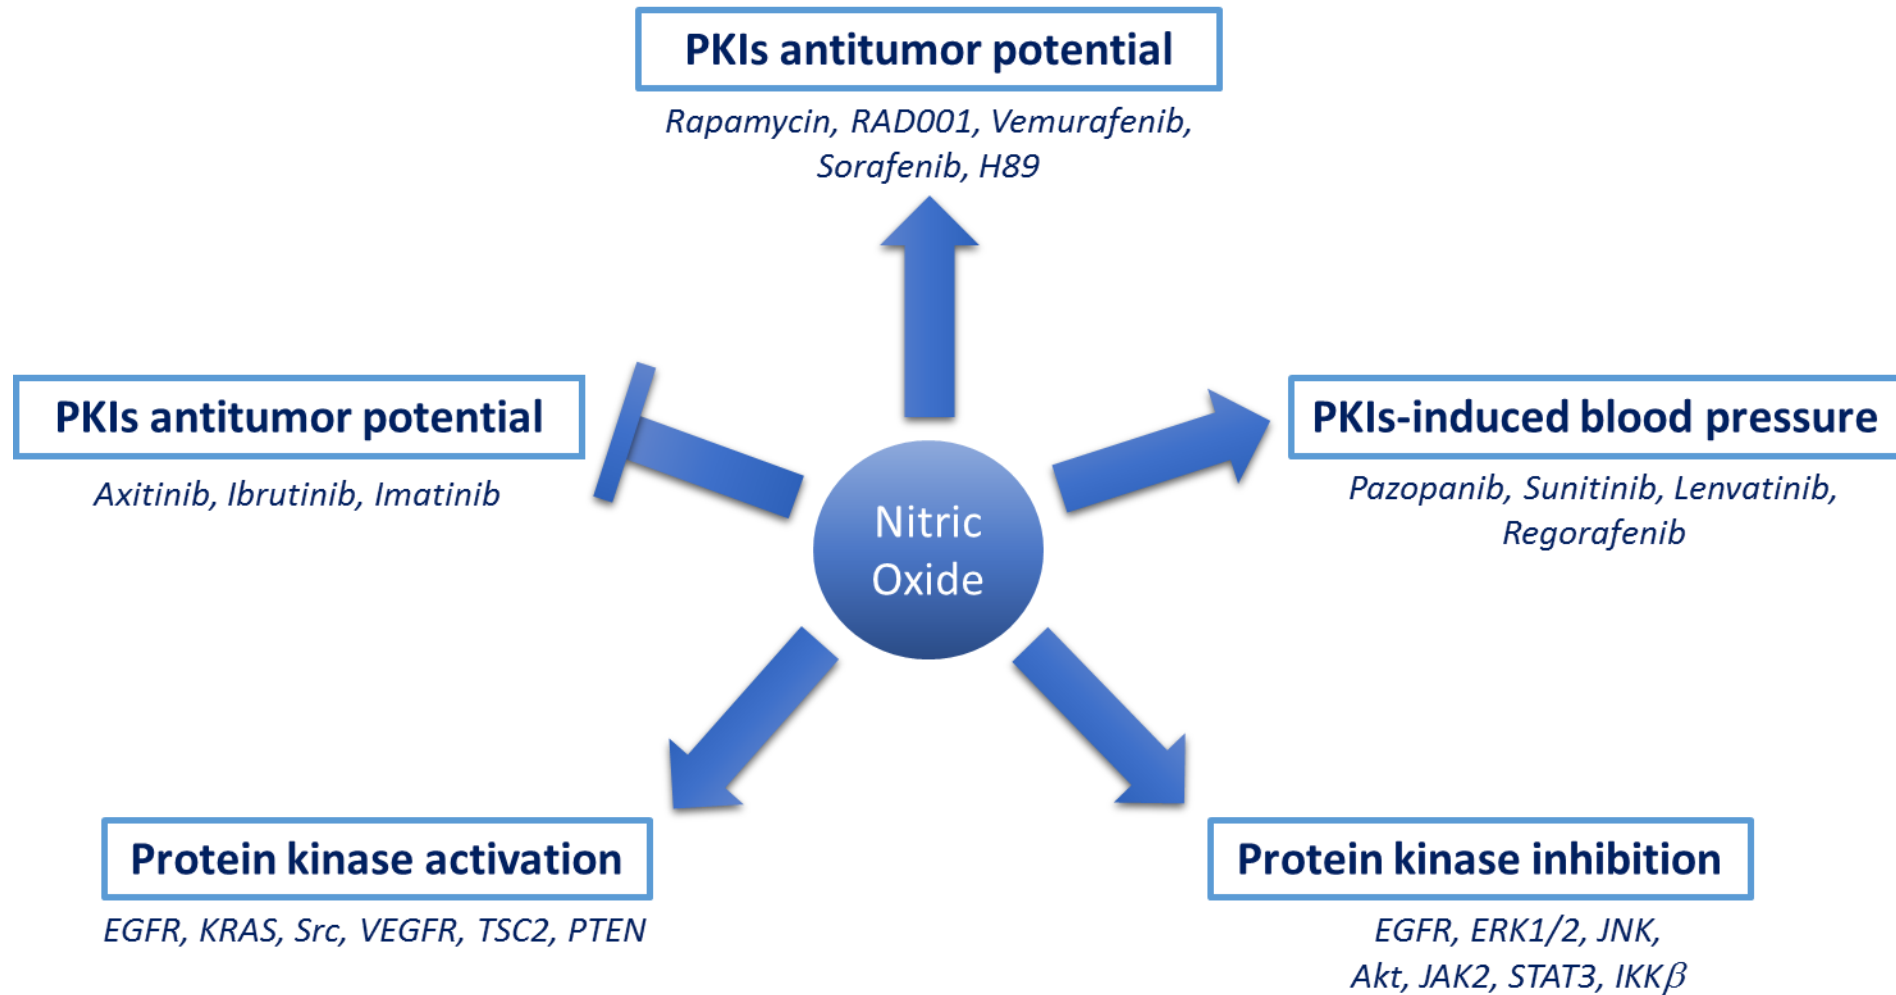 PKIs antitumor potential
Rapamycin, RAD001, Vemurafenib,
Sorafenib, H89
PKIs antitumor potential
Axitinib, Ibrutinib, Imatinib
PKIs-induced blood pressure
Pazopanib, Sunitinib, Lenvatinib,
Regorafenib
Nitric
Oxide
Protein kinase activation
EGFR, KRAS, Src, VEGFR, TSC2, PTEN
Protein kinase inhibition
EGFR, ERK1/2, JNK,
Akt, JAK2, STAT3, IKKβ